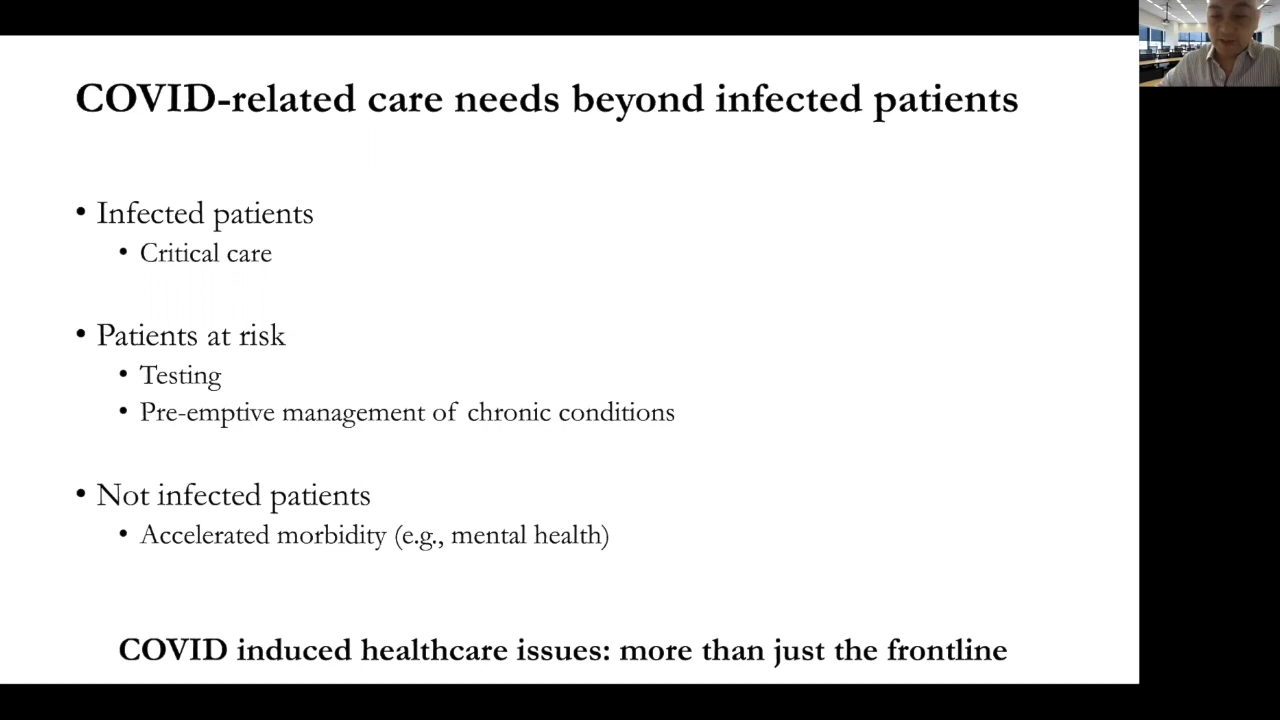 COVID-related care needs beyond infected patients
• Infected patients
• Critical care
• Patients at risk
• Testing
• Pre-emptive management of chronic conditions
• Not infected patients
• Accelerated morbidity (e.g., mental health)
COVID induced healthcare issues: more than just the frontline